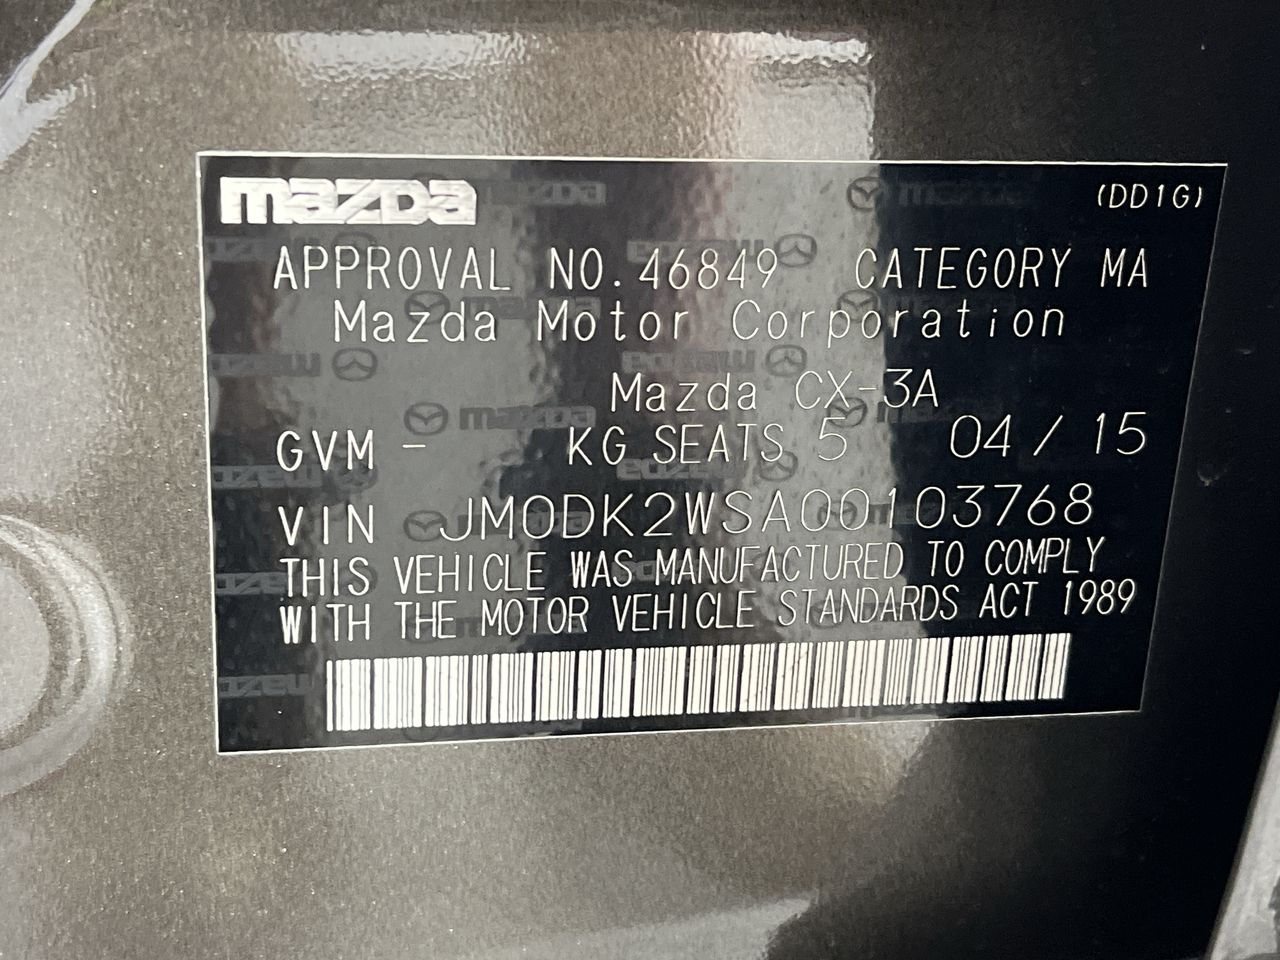 mazda (DD1G)
APPROVAL NO.46849 CATEGORY MA
Mazda Motor Corporation
Mazda CX-3A
GVM - KG SEATS 5 04/15
VIN JM0DK2WSA00103768
THIS VEHICLE WAS MANUFACTURED TO COMPLY
WITH THE MOTOR VEHICLE STANDARDS ACT 1989